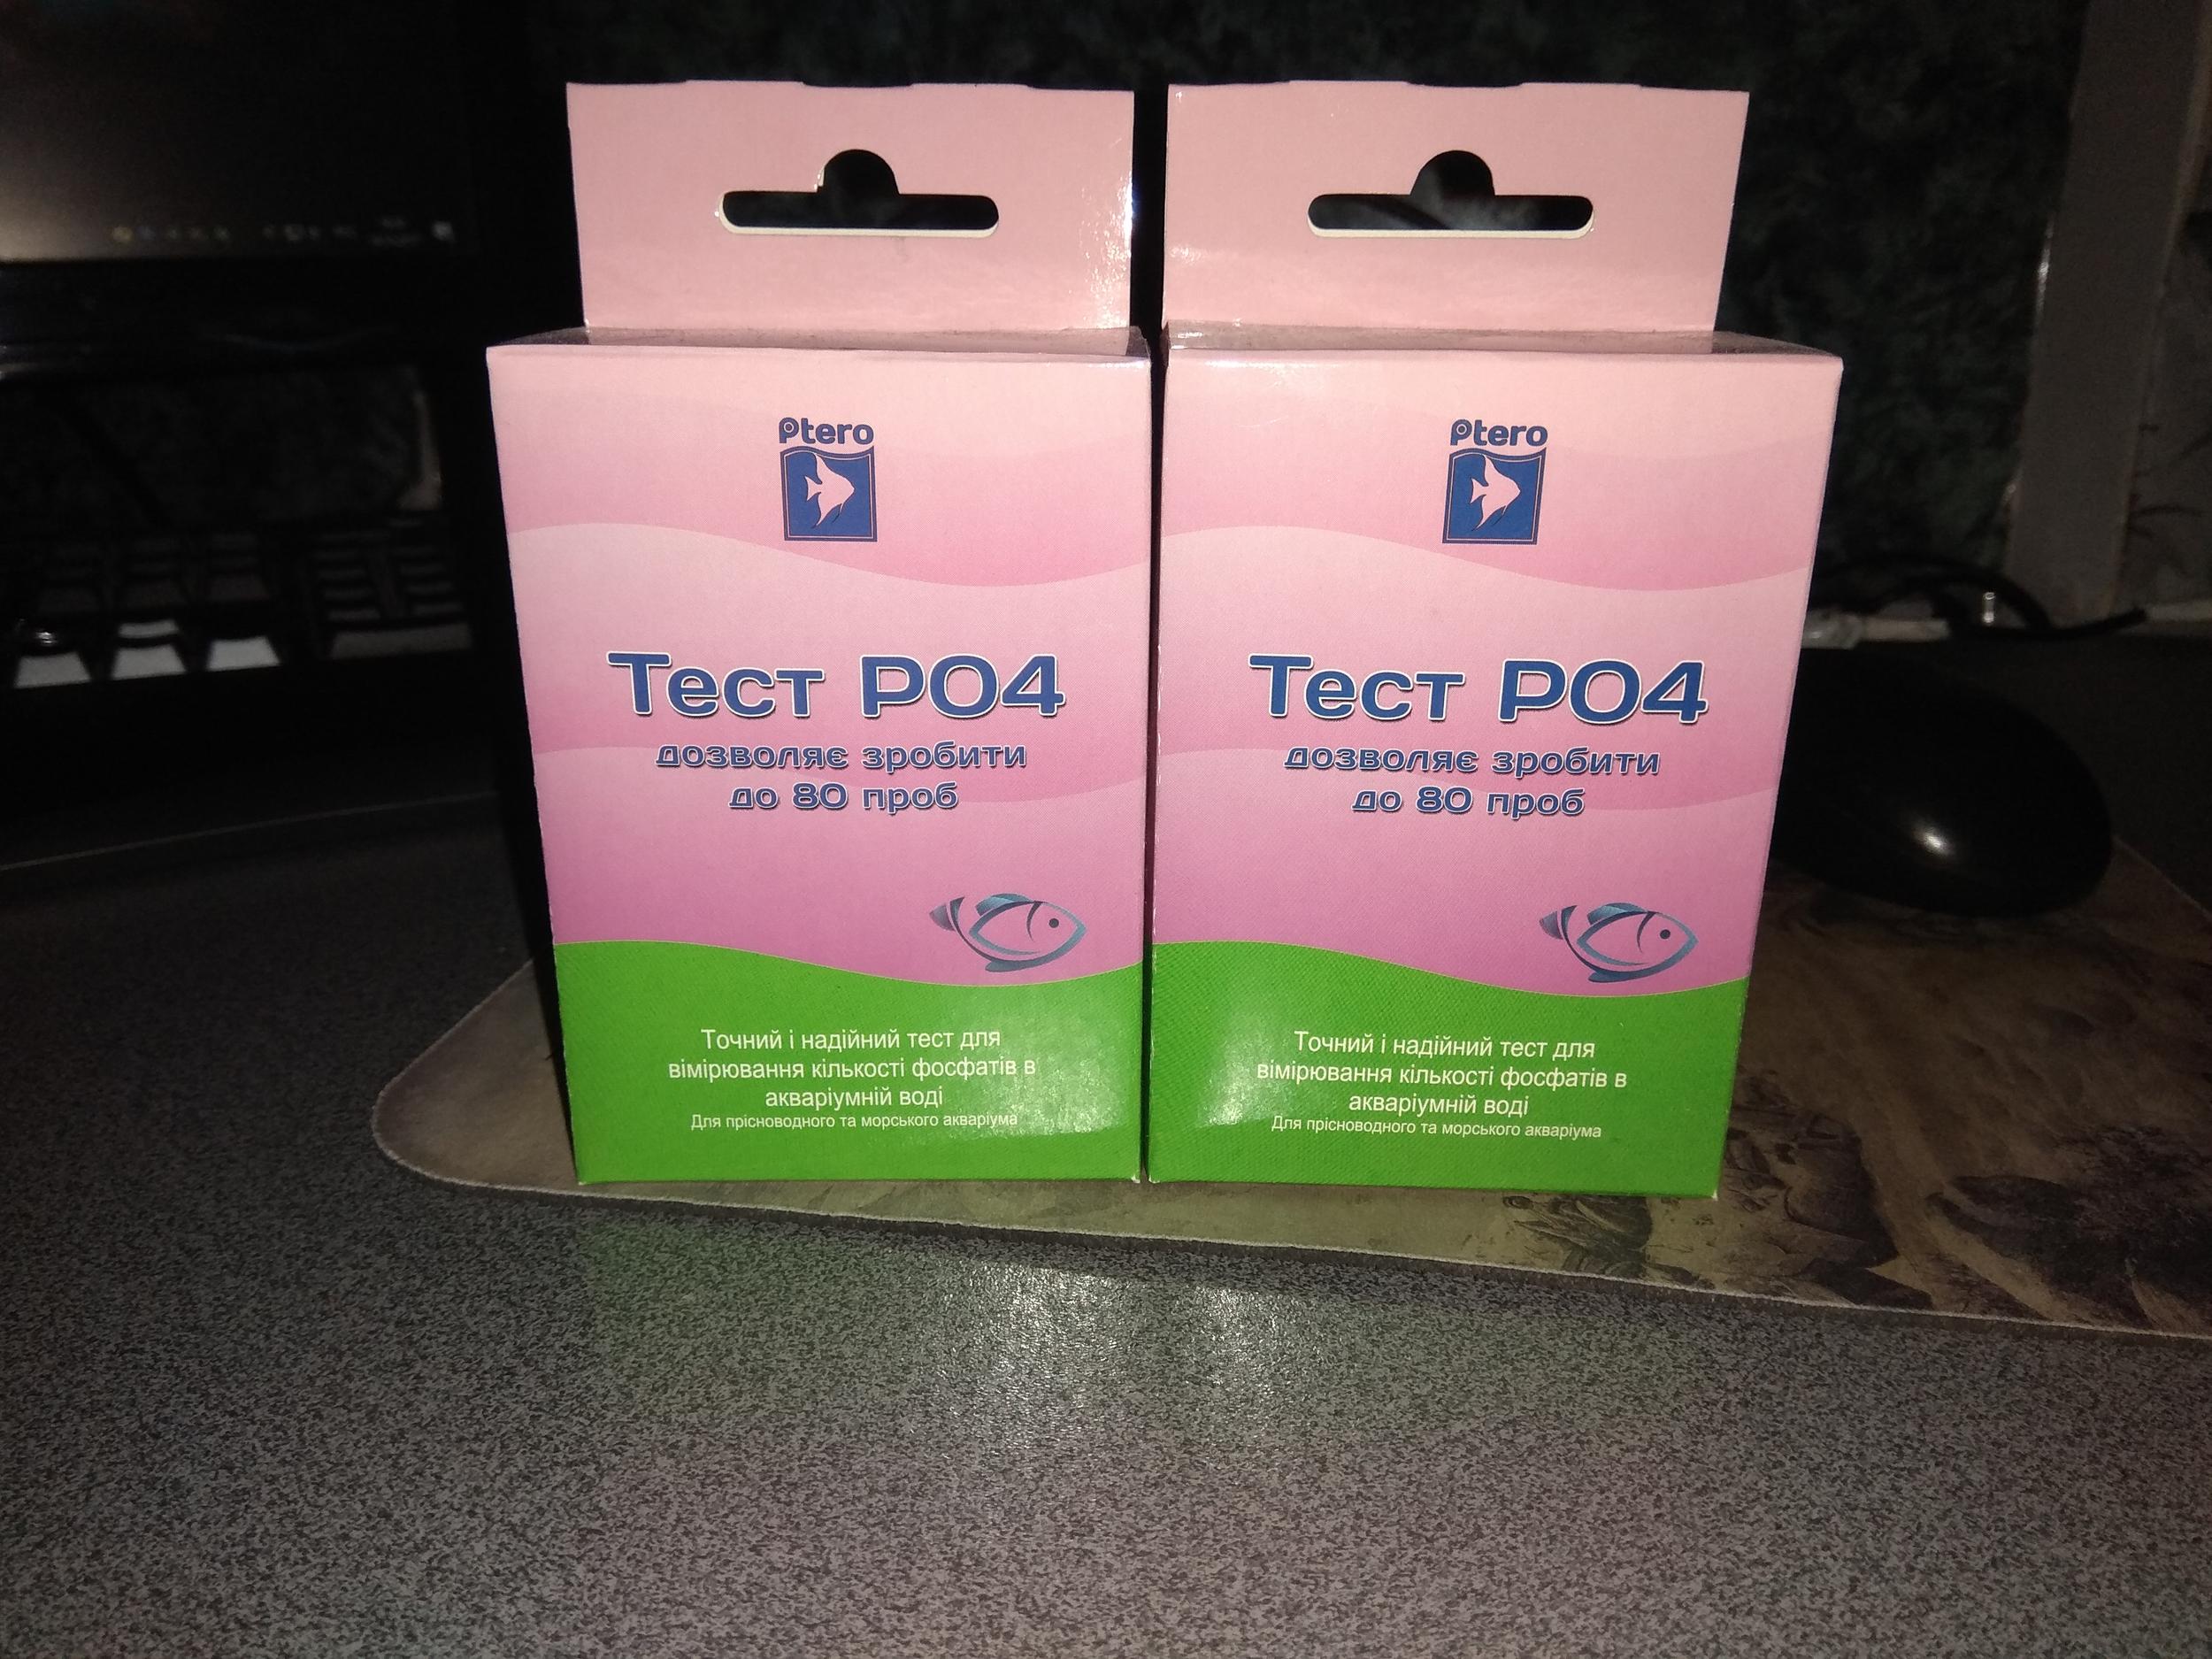 Ptero
Тест PO4
дозволяє зробити
до 80 проб
Точний і надійний тест для
вімірювання кількості фосфатів в
акваріумній воді
Для прісноводного та морського акваріума
Ptero
Тест PO4
дозволяє зробити
до 80 проб
Точний і надійний тест для
вімірювання кількості фосфатів в
акваріумній воді
Для прісноводного та морського акваріума